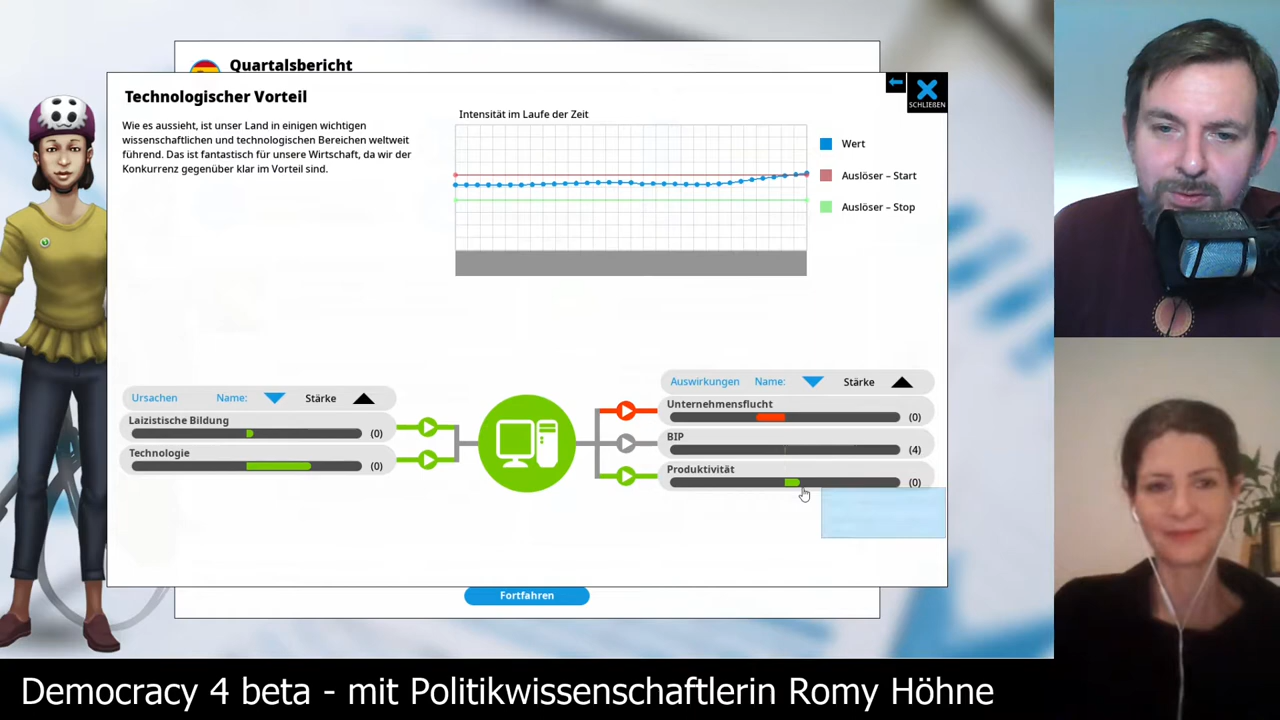 Quartalsbericht
Technologischer Vorteil
SCHLIEẞEN
Wie es aussieht, ist unser Land in einigen wichtigen
wissenschaftlichen und technologischen Bereichen weltweit
führend. Das ist fantastisch für unsere Wirtschaft, da wir der
Konkurrenz gegenüber klar im Vorteil sind.
Intensität im Laufe der Zeit
Wert
Auslöser – Start
Auslöser – Stop
Ursachen Name: Stärke
Laizistische Bildung
(0)
Technologie
(0)
Auswirkungen Name: Stärke
Unternehmensflucht
(0)
BIP
(4)
Produktivität
(0)
Fortfahren
Democracy 4 beta - mit Politikwissenschaftlerin Romy Höhne